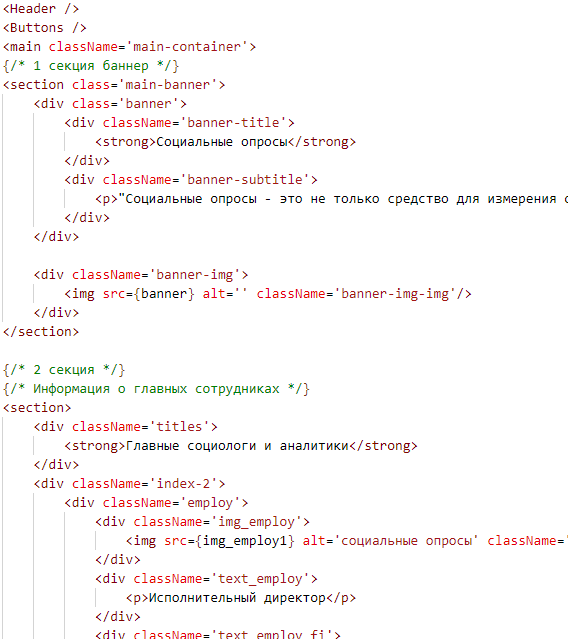 <Header />
<Buttons />
<main className='main-container'>
{/* 1 секция баннер */}
<section class='main-banner'>
<div class='banner'>
<div className='banner-title'>
<strong>Социальные опросы</strong>
</div>
<div className='banner-subtitle'>
<p>"Социальные опросы - это не только средство для измерения о
</div>
</div>
<div className='banner-img'>
<img src={banner} alt='' className='banner-img-img'/>
</div>
</section>
{/* 2 секция */}
{/* Информация о главных сотрудниках */}
<section>
<div className='titles'>
<strong>Главные социологи и аналитики</strong>
</div>
<div className='index-2'>
<div className='employ'>
<div className='img_employ'>
<img src={img_employ1} alt='социальные опросы' className='
</div>
<div className='text_employ'>
<p>Исполнительный директор</p>
</div>
<div className='text_employ_fi'>